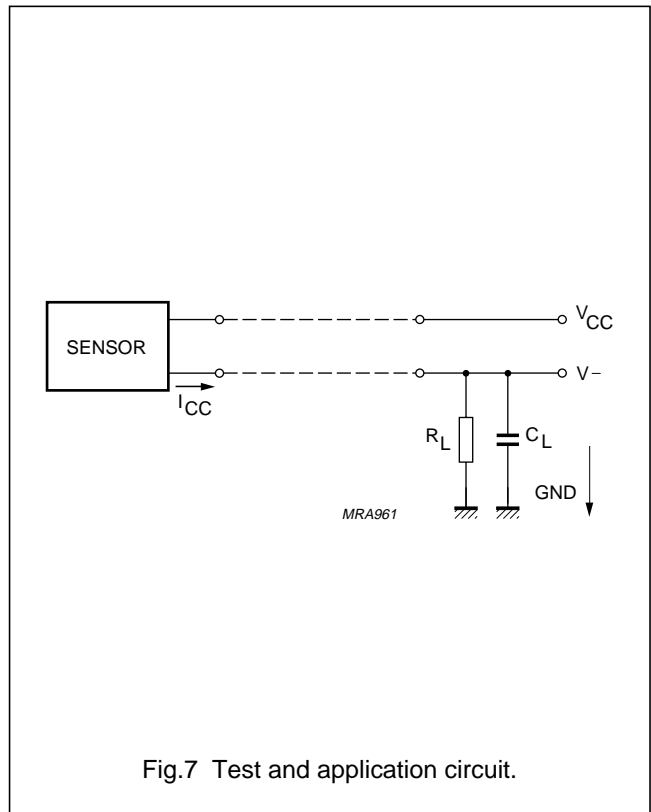 SENSOR
VCC
V−
ICC
RL
CL
GND
MRA961
Fig.7 Test and application circuit.